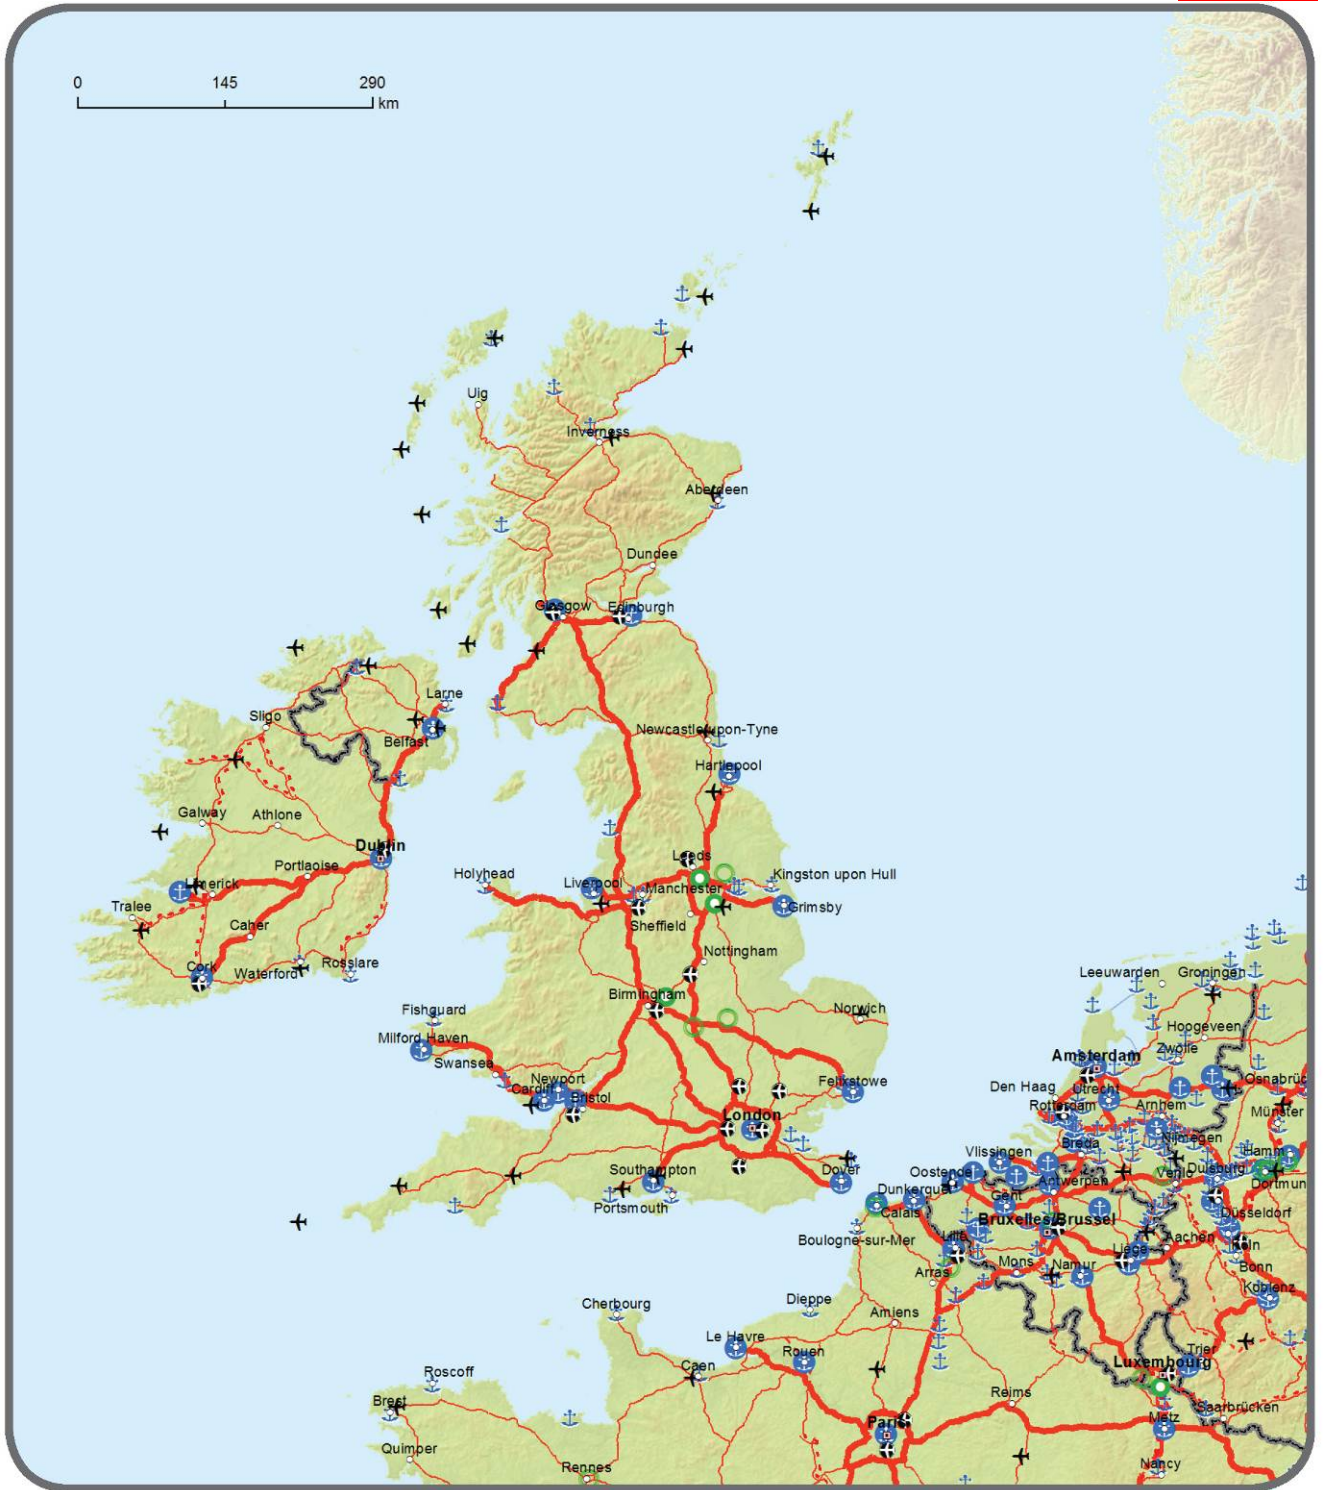 0 145 290
km
Uig
Inverness
Aberdeen
Dundee
Glasgow
Edinburgh
Larne
Sligo
Belfast
Newcastle upon-Tyne
Hartlepool
Galway
Athlone
Dublin
Portlaoise
Leeds
Holyhead
Liverpool
Manchester
Kingston upon Hull
Limerick
Grimsby
Tralee
Caher
Sheffield
Nottingham
Cork
Waterford
Rosslare
Leeuwarden
Groningen
Birmingham
Norwich
Fishguard
Hoogeveen
Milford Haven
Zwolle
Amsterdam
Swansea
Newport
Cardiff
Bristol
Felixstowe
Den Haag
Utrecht
Osnabrüc
Rotterdam
Arnhem
Münster
London
Nijmegen
Breda
Vlissingen
Hamm
Southampton
Dover
Oostende
Venlo
Duisburg
Antwerpen
Dortmun
Portsmouth
Dunkerque
Calais
Gent
Düsseldorf
Bruxelles/Brussel
Boulogne-sur-Mer
Lille
Liège
Aachen
Köln
Arras
Mons
Namur
Bonn
Koblenz
Cherbourg
Dieppe
Amiens
Le Havre
Rouen
Trier
Luxembourg
Caen
Roscoff
Reims
Brest
Saarbrücken
Paris
Metz
Quimper
Rennes
Nancy